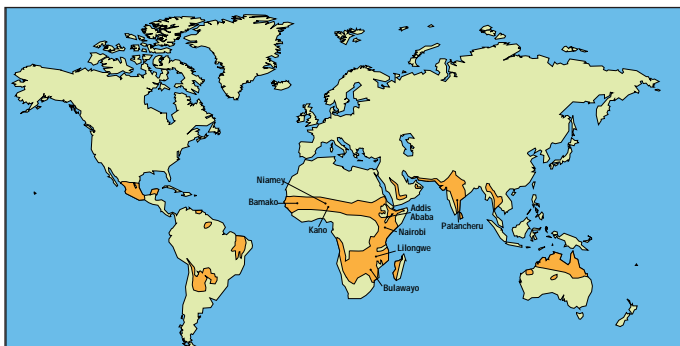 Niamey
Bamako
Kano
Addis
Ababa
Nairobi
Lilongwe
Bulawayo
Patancheru